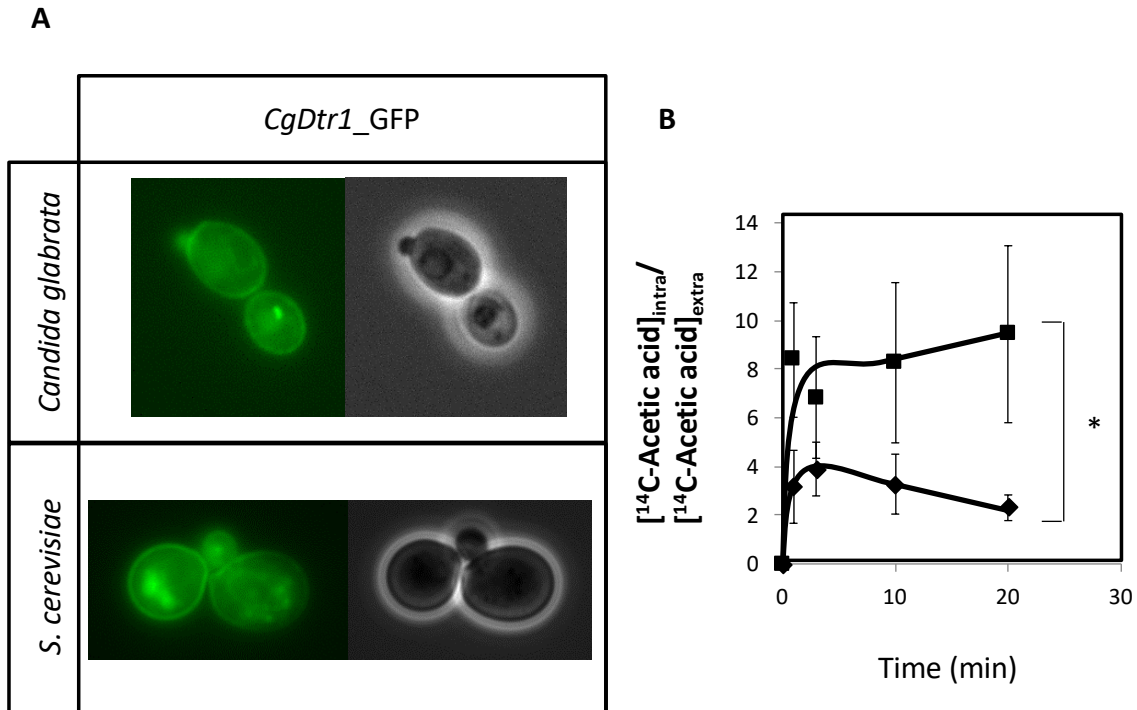 A
CgDtr1_GFP
Candida glabrata
S. cerevisiae
B
[¹⁴C-Acetic acid]intra/
[¹⁴C-Acetic acid]extra
14
12
10
8
6
4
2
0
0 10 20 30
Time (min)
*